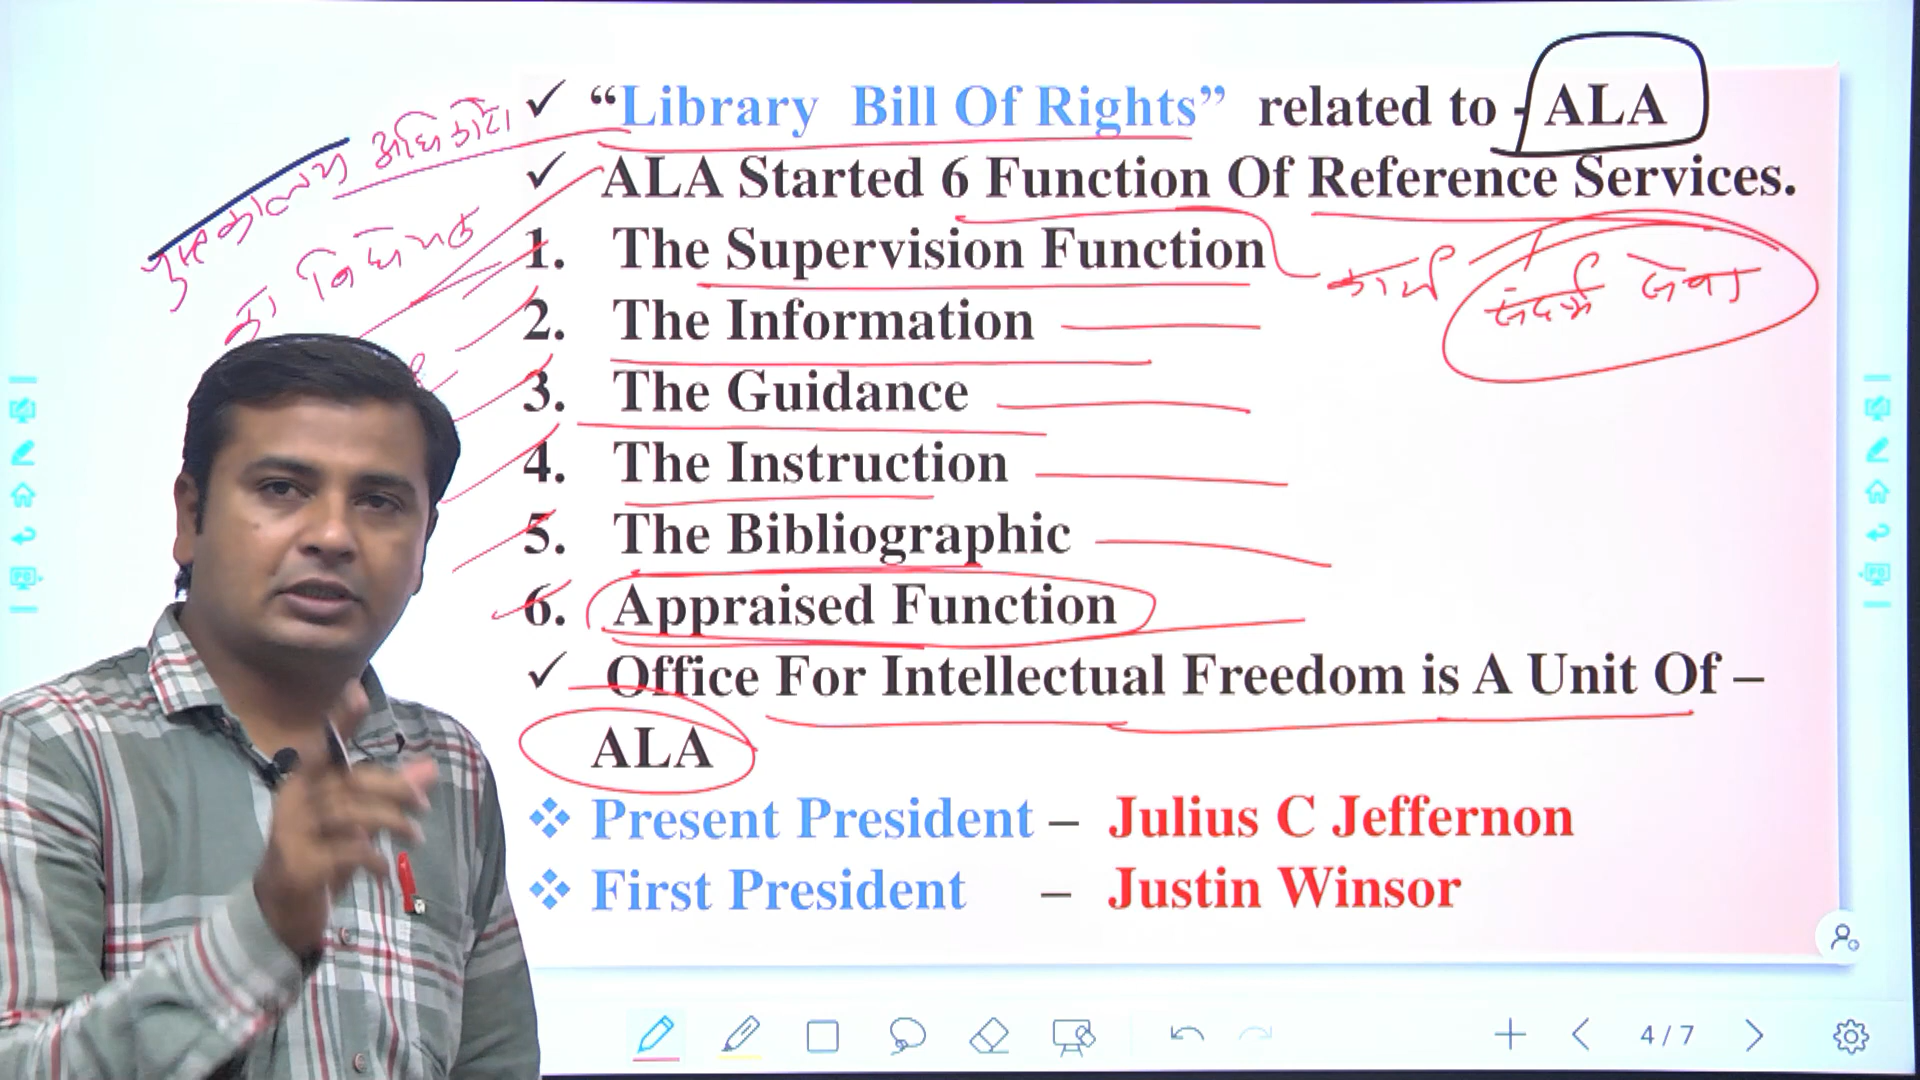 ✓ “Library Bill Of Rights” related to - ALA
पुस्तकालय अधिकारों
का विधेयक
✓ ALA Started 6 Function Of Reference Services.
1. The Supervision Function
कार्य संदर्भ सेवा
2. The Information
3. The Guidance
4. The Instruction
5. The Bibliographic
6. Appraised Function
✓ Office For Intellectual Freedom is A Unit Of –
ALA
❖ Present President – Julius C Jeffernon
❖ First President – Justin Winsor
4/7